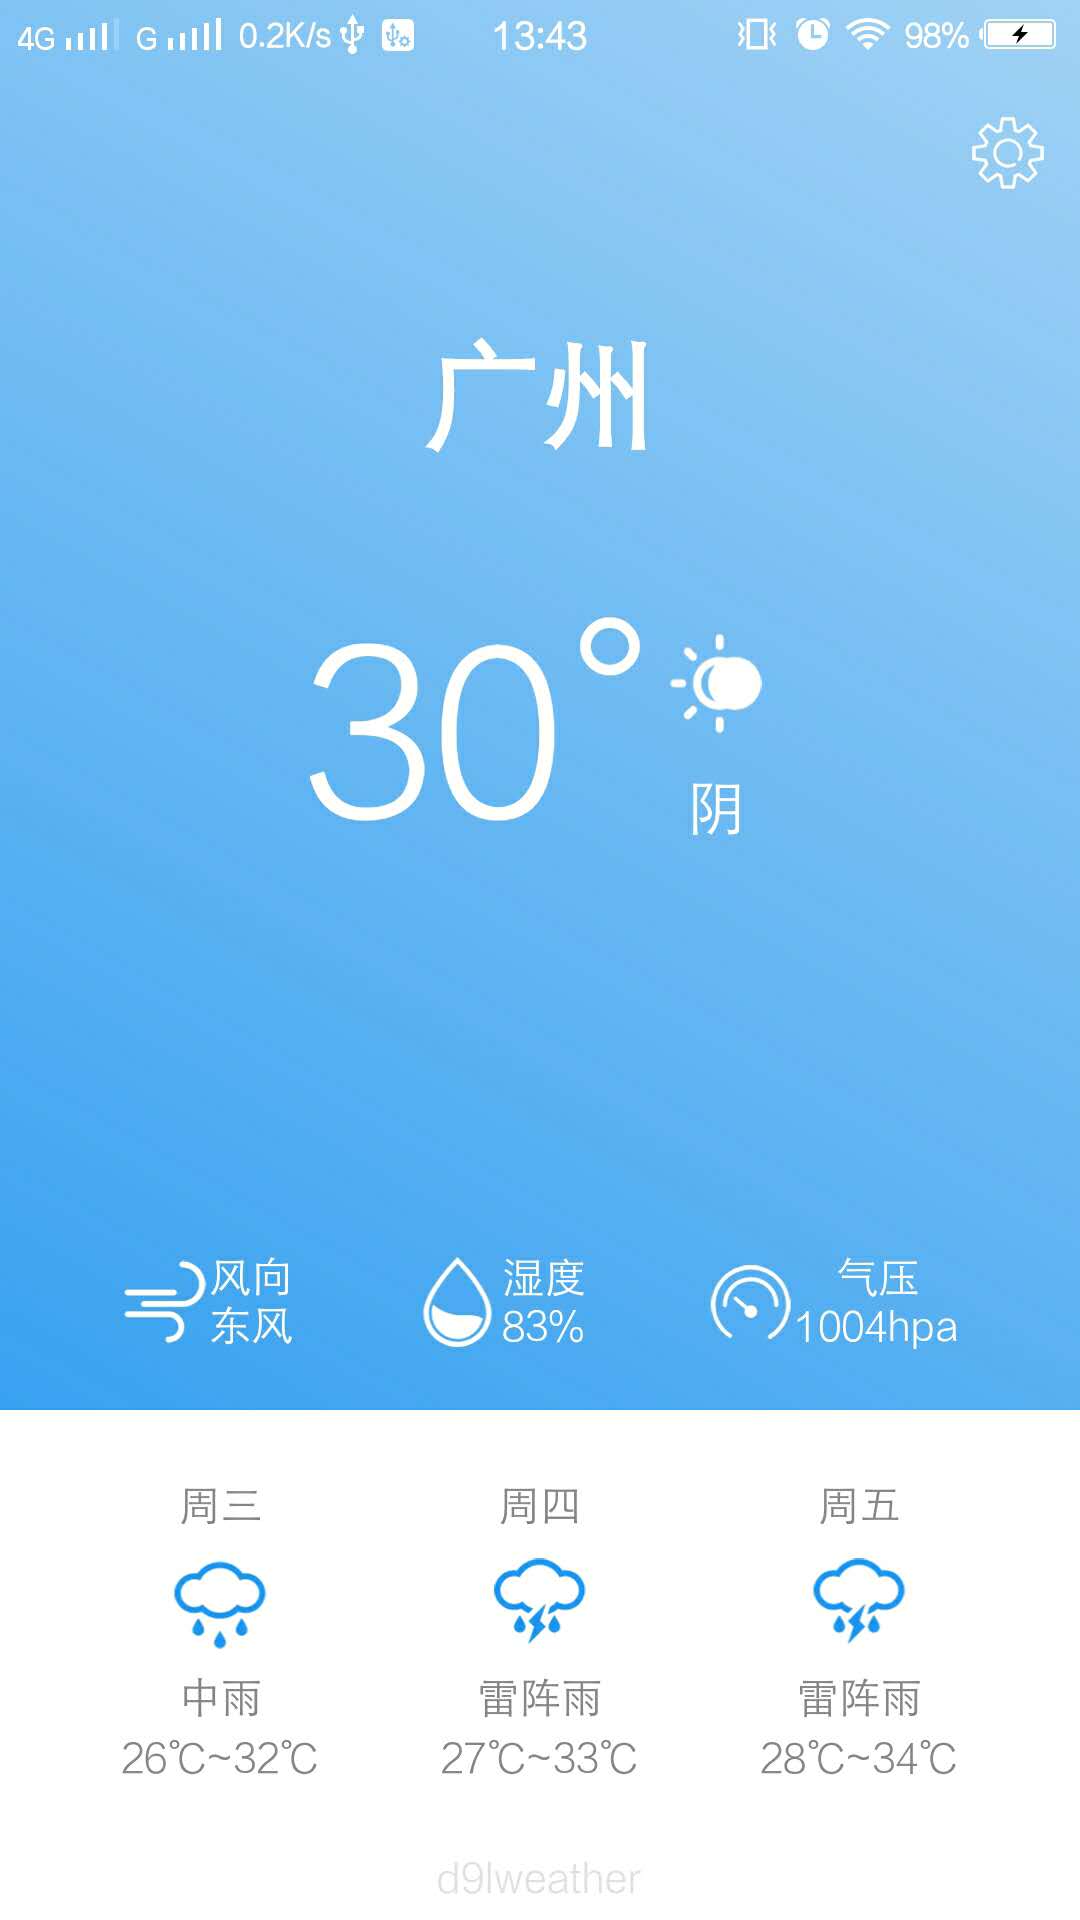 4G G 0.2K/s 13:43 98%
广州
30°
阴
风向 湿度 气压
东风 83% 1004hpa
周三 周四 周五
中雨 雷阵雨 雷阵雨
26℃~32℃ 27℃~33℃ 28℃~34℃
d9lweather